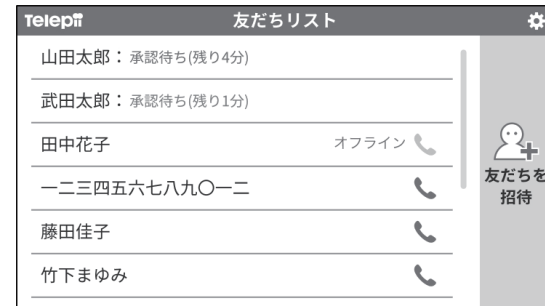 Telepii
友だちリスト
山田太郎：承認待ち(残り4分)
武田太郎：承認待ち(残り1分)
田中花子 オフライン
一二三四五六七八九〇一二
藤田佳子
竹下まゆみ
友だちを
招待